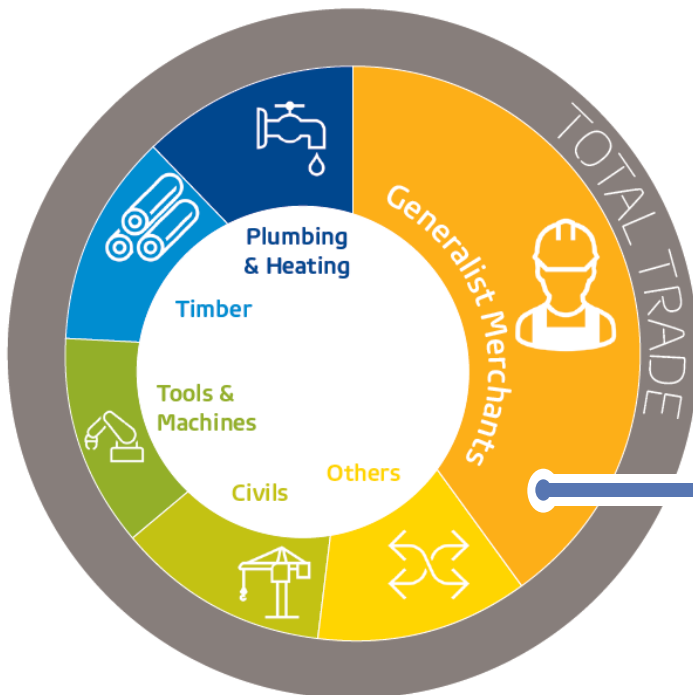 TOTAL TRADE
Generalist Merchants
Plumbing
& Heating
Timber
Tools &
Machines
Civils
Others